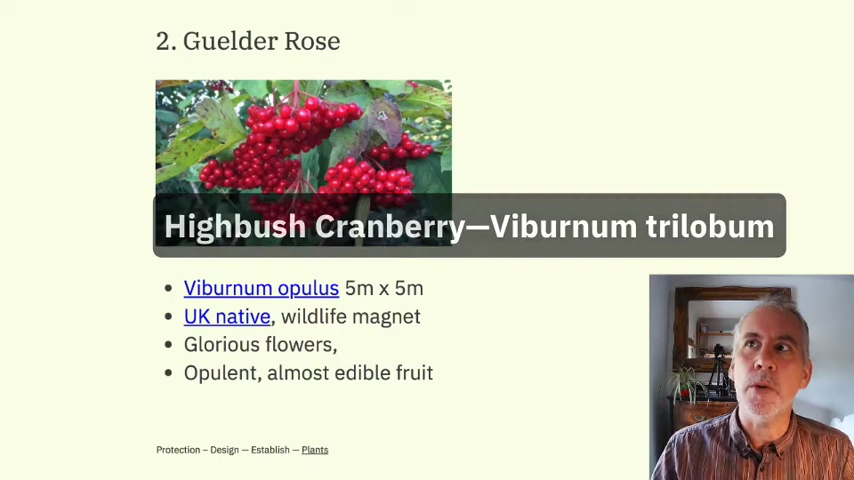 2. Guelder Rose
Highbush Cranberry—Viburnum trilobum
Viburnum opulus 5m x 5m
UK native, wildlife magnet
Glorious flowers,
Opulent, almost edible fruit
Protection – Design — Establish — Plants